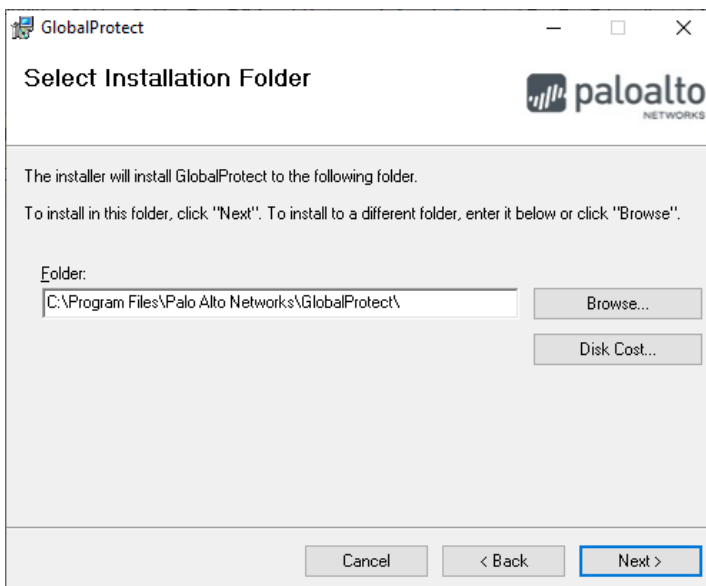 GlobalProtect
Select Installation Folder
paloalto
NETWORKS
The installer will install GlobalProtect to the following folder.
To install in this folder, click "Next". To install to a different folder, enter it below or click "Browse".
Folder:
C:\Program Files\Palo Alto Networks\GlobalProtect\
Browse...
Disk Cost...
Cancel
< Back
Next >